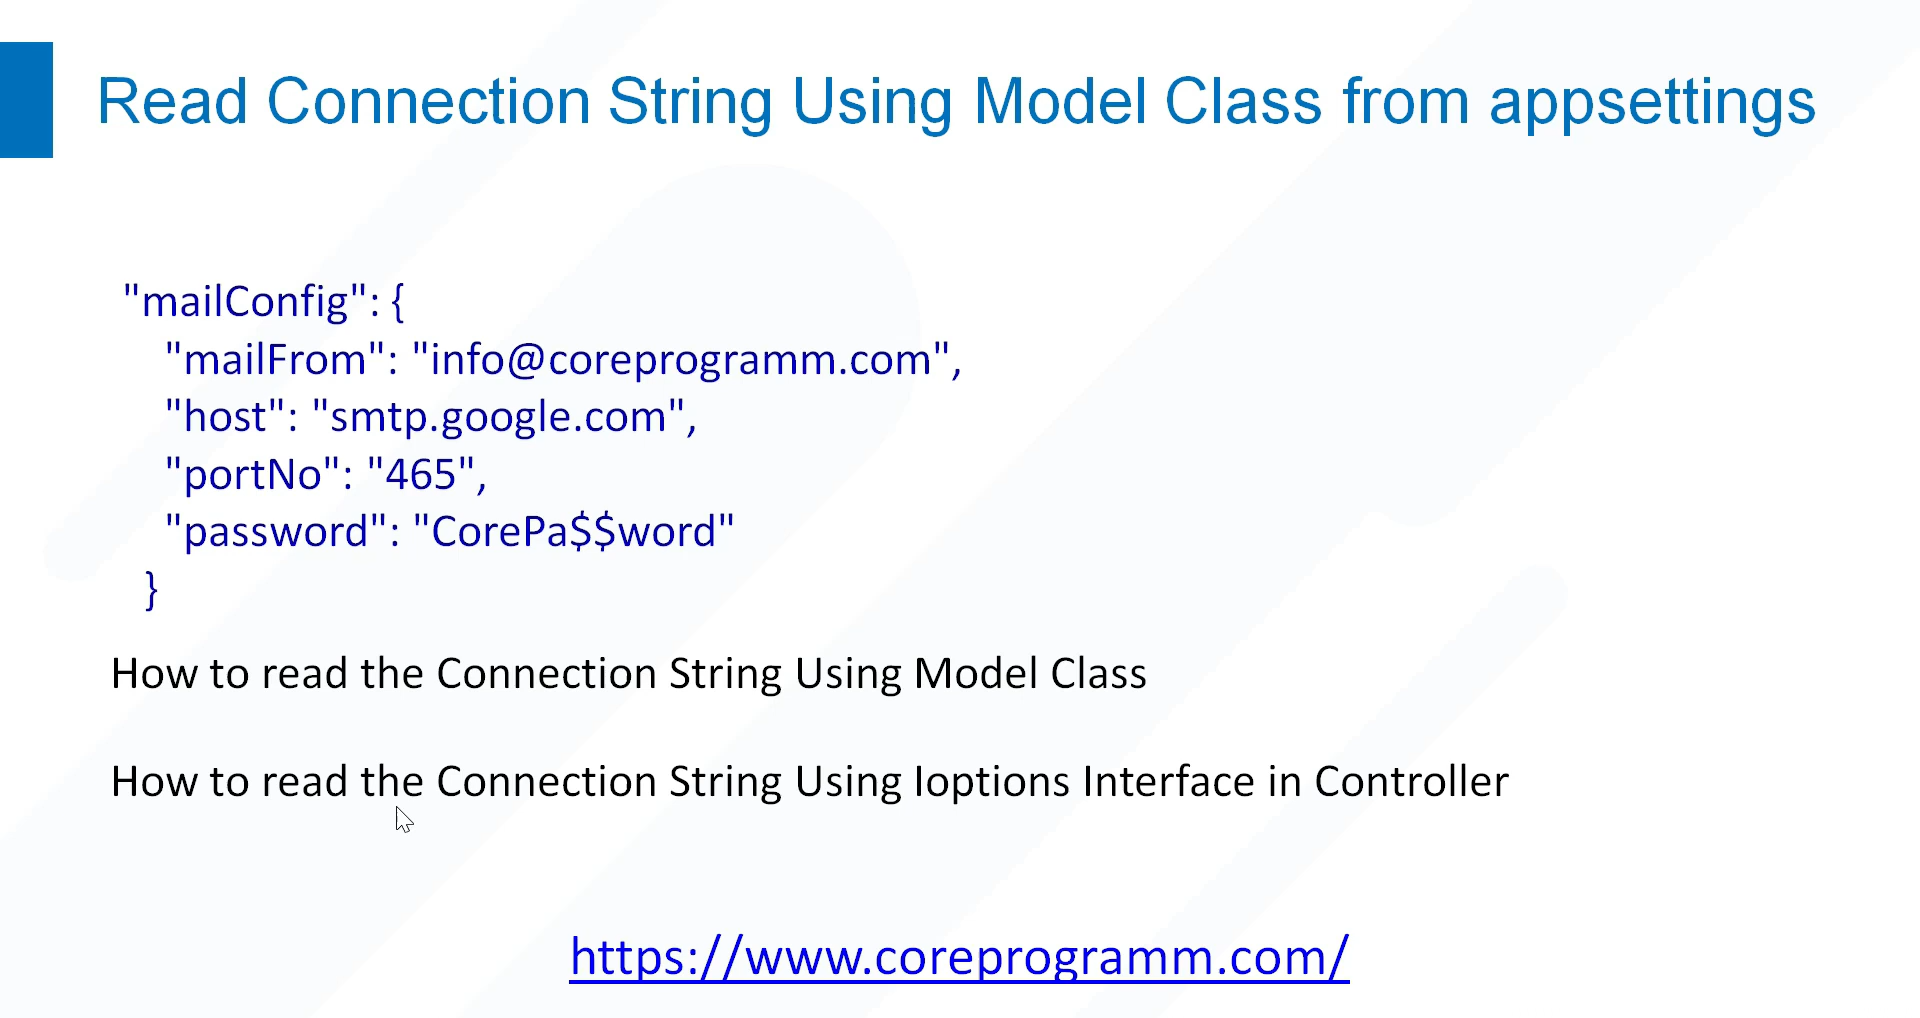 Read Connection String Using Model Class from appsettings
"mailConfig": {
"mailFrom": "info@coreprogramm.com",
"host": "smtp.google.com",
"portNo": "465",
"password": "CorePa$$word"
}
How to read the Connection String Using Model Class
How to read the Connection String Using Ioptions Interface in Controller
https://www.coreprogramm.com/